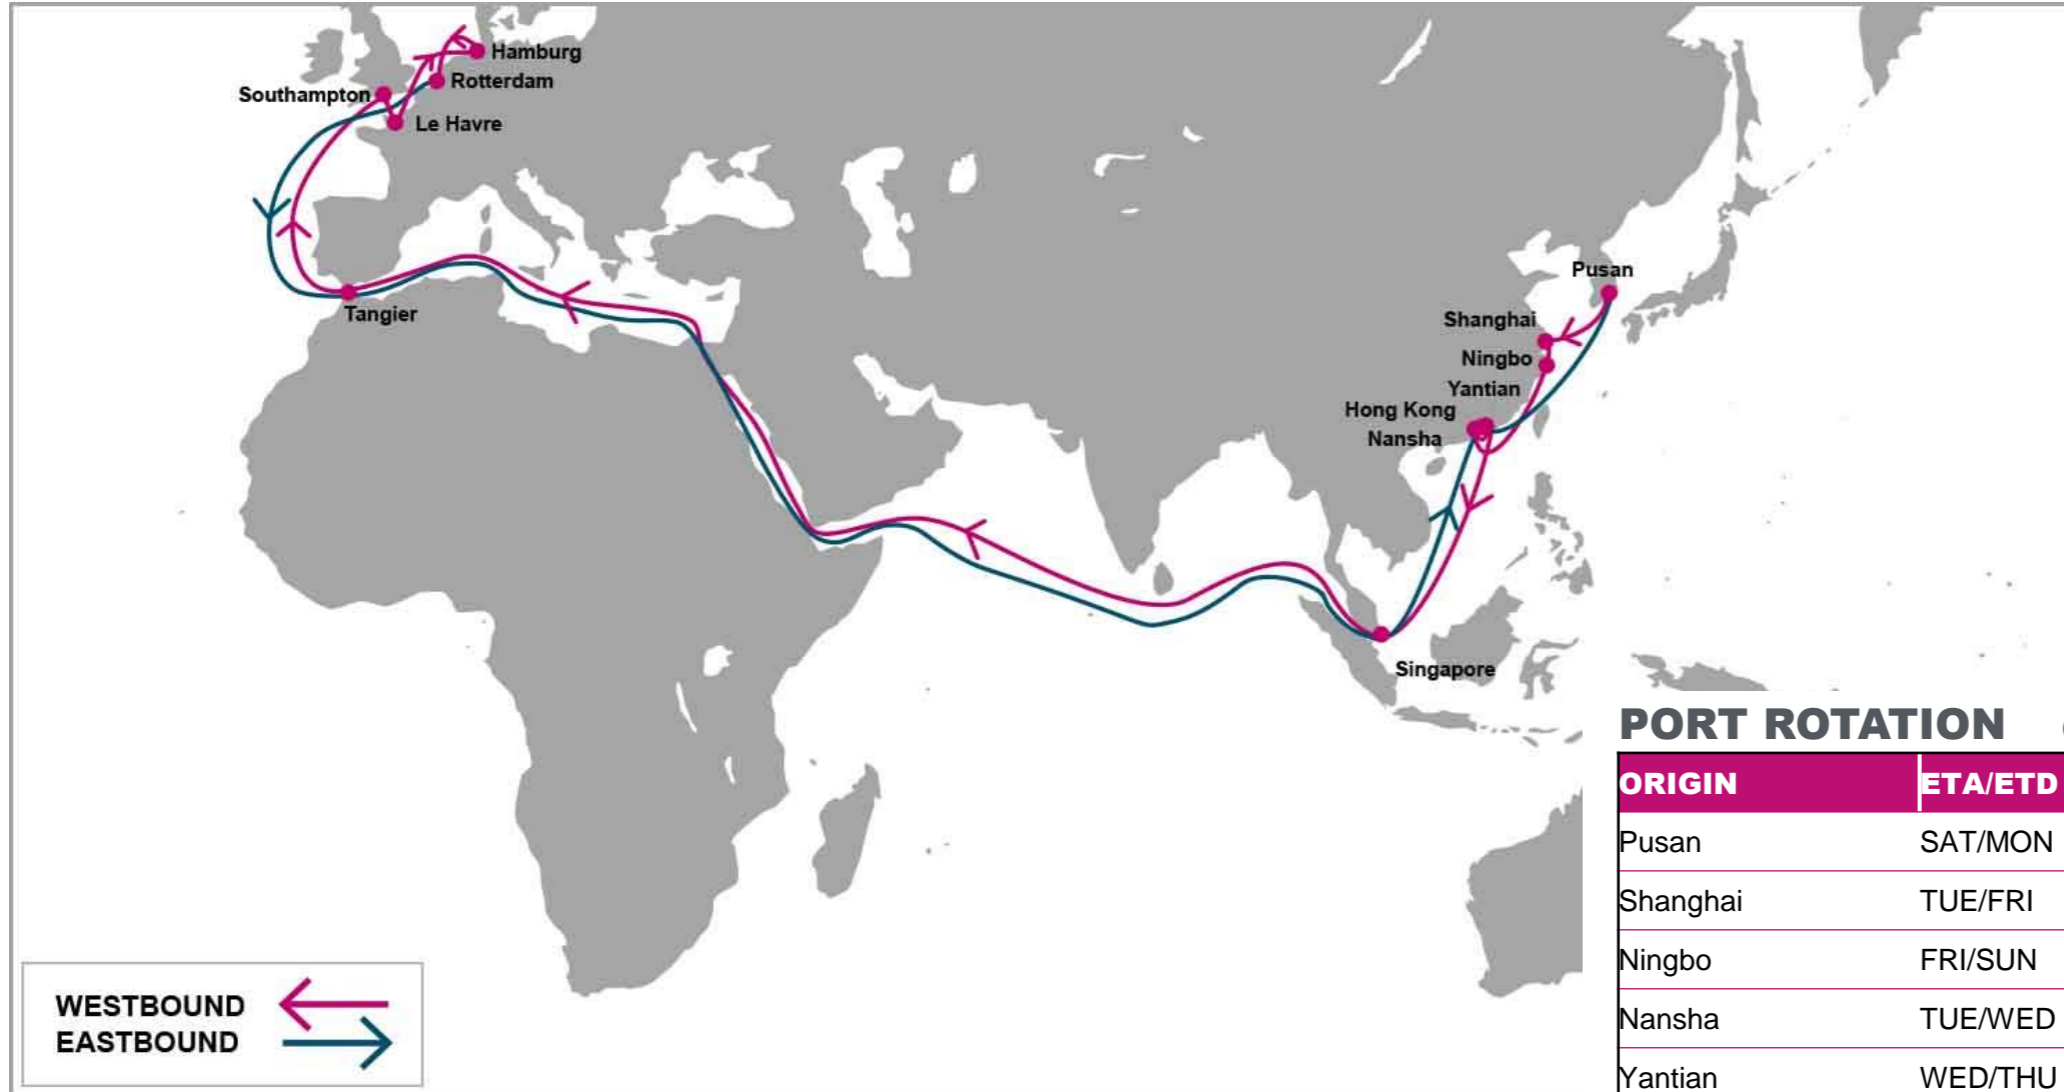 Hamburg
Rotterdam
Southampton
Le Havre
Tangier
Pusan
Shanghai
Ningbo
Yantian
Hong Kong
Nansha
Singapore
WESTBOUND
EASTBOUND
PORT ROTATION
ORIGIN ETA/ETD
Pusan SAT/MON
Shanghai TUE/FRI
Ningbo FRI/SUN
Nansha TUE/WED
Yantian WED/THU